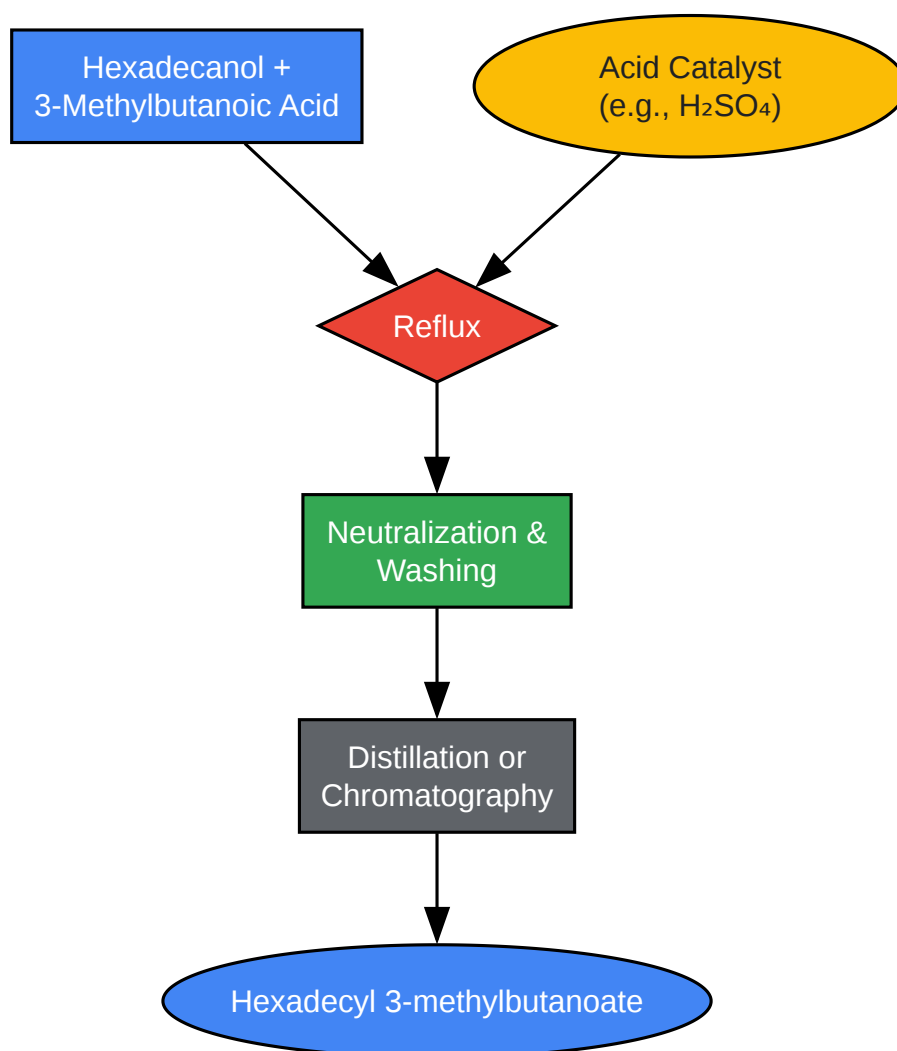 Hexadecanol +
3-Methylbutanoic Acid
Acid Catalyst
(e.g., H₂SO₄)
Reflux
Neutralization &
Washing
Distillation or
Chromatography
Hexadecyl 3-methylbutanoate